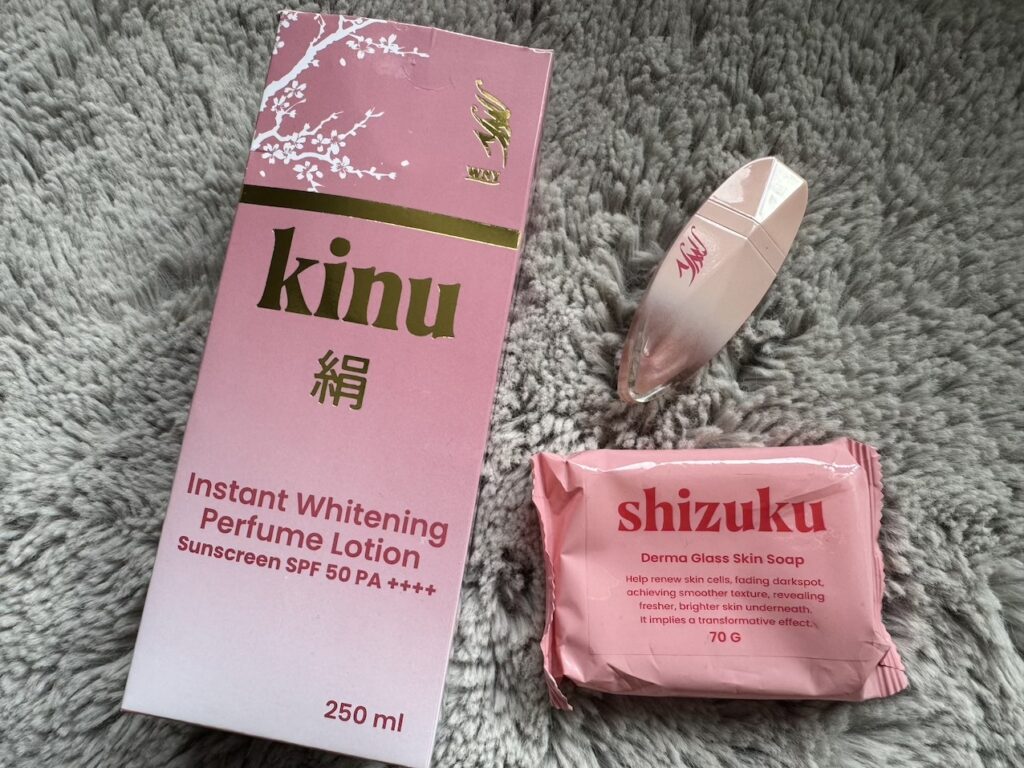 WAY
kinu
絹
Instant Whitening
Perfume Lotion
Sunscreen SPF 50 PA ++++
250 ml
shizuku
Derma Glass Skin Soap
Help renew skin cells, fading darkspot,
achieving smoother texture, revealing
fresher, brighter skin underneath.
It implies a transformative effect.
70 G